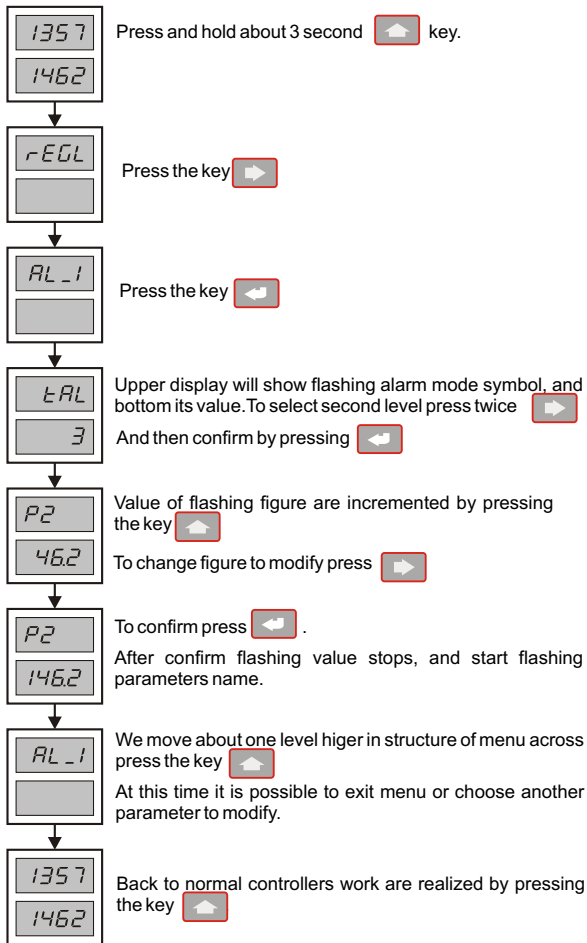 1357
1462
Press and hold about 3 second key.
rEGL
Press the key
AL_1
Press the key
tAL
3
Upper display will show flashing alarm mode symbol, and
bottom its value.To select second level press twice
And then confirm by pressing
P2
46.2
Value of flashing figure are incremented by pressing
the key
To change figure to modify press
P2
146.2
To confirm press .
After confirm flashing value stops, and start flashing
parameters name.
AL_1
We move about one level higer in structure of menu across
press the key
At this time it is possible to exit menu or choose another
parameter to modify.
1357
1462
Back to normal controllers work are realized by pressing
the key